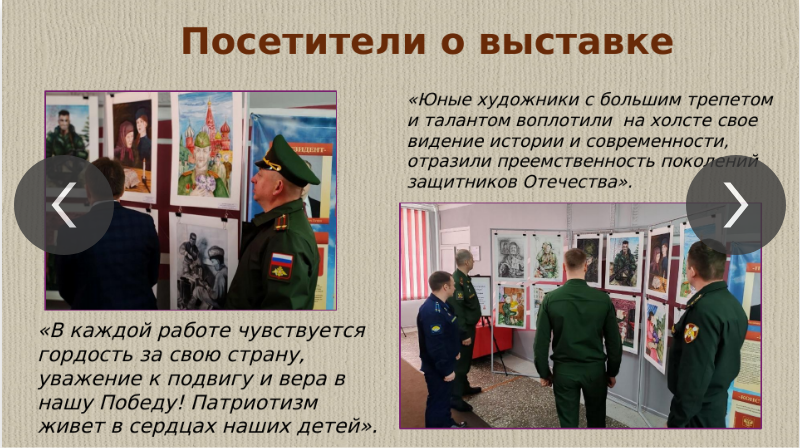 Посетители о выставке
«Юные художники с большим трепетом
и талантом воплотили на холсте свое
видение истории и современности,
отразили преемственность поколений
защитников Отечества».
«В каждой работе чувствуется
гордость за свою страну,
уважение к подвигу и вера в
нашу Победу! Патриотизм
живет в сердцах наших детей».